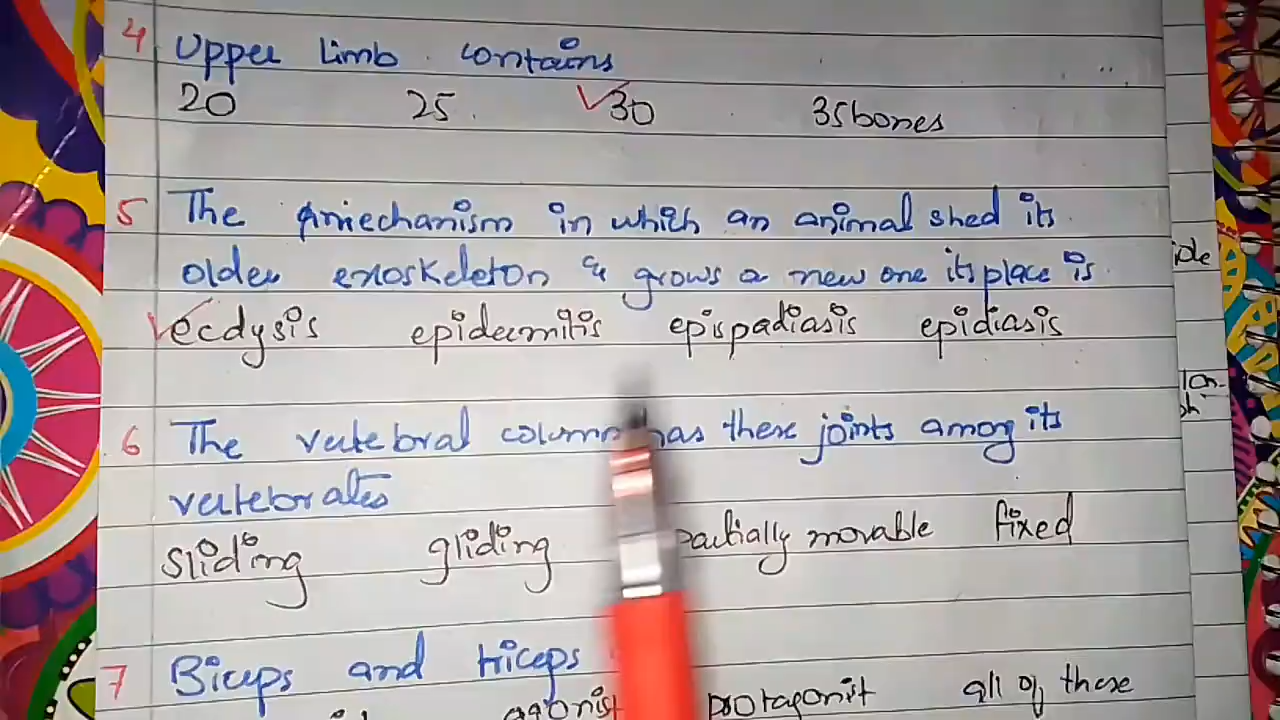 4 Upper limb contains
20 25 30 35bones
5 The mechanism in which an animal shed its
older exoskeleton & grows a new one its place is
ecdysis epidermitis epispadiasis epidiasis
6 The vertebral column has these joints among its
vertebrates
sliding gliding partially movable fixed
7 Biceps and triceps
agonist protagonit all of these